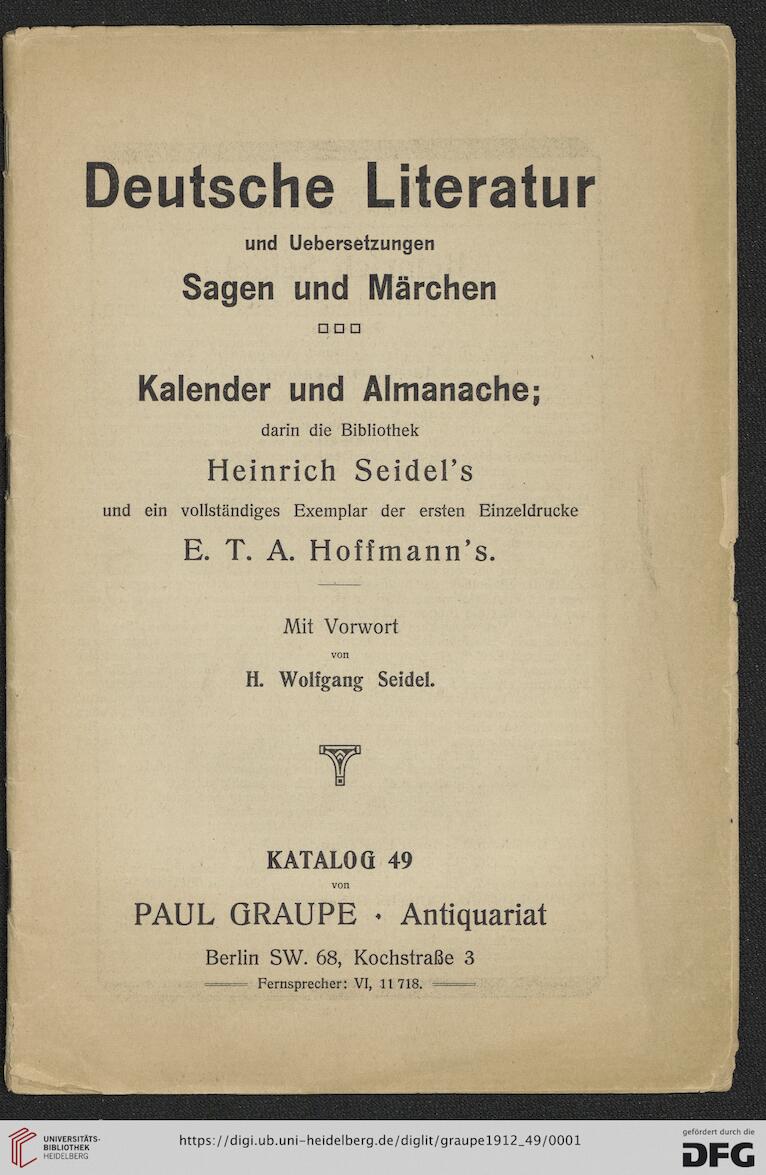 Deutsche Literatur
und Uebersetzungen
Sagen und Märchen
Kalender und Almanache;
darin die Bibliothek
Heinrich Seidel's
und ein vollständiges Exemplar der ersten Einzeldrucke
E. T. A. Hoffmann's.
Mit Vorwort
von
H. Wolfgang Seidel.
KATALOG 49
von
PAUL GRAUPE · Antiquariat
Berlin SW. 68, Kochstraße 3
Fernsprecher: VI, 11 718.
UNIVERSITÄTS-
BIBLIOTHEK
HEIDELBERG
https://digi.ub.uni-heidelberg.de/diglit/graupe1912_49/0001
gefördert durch die
DFG